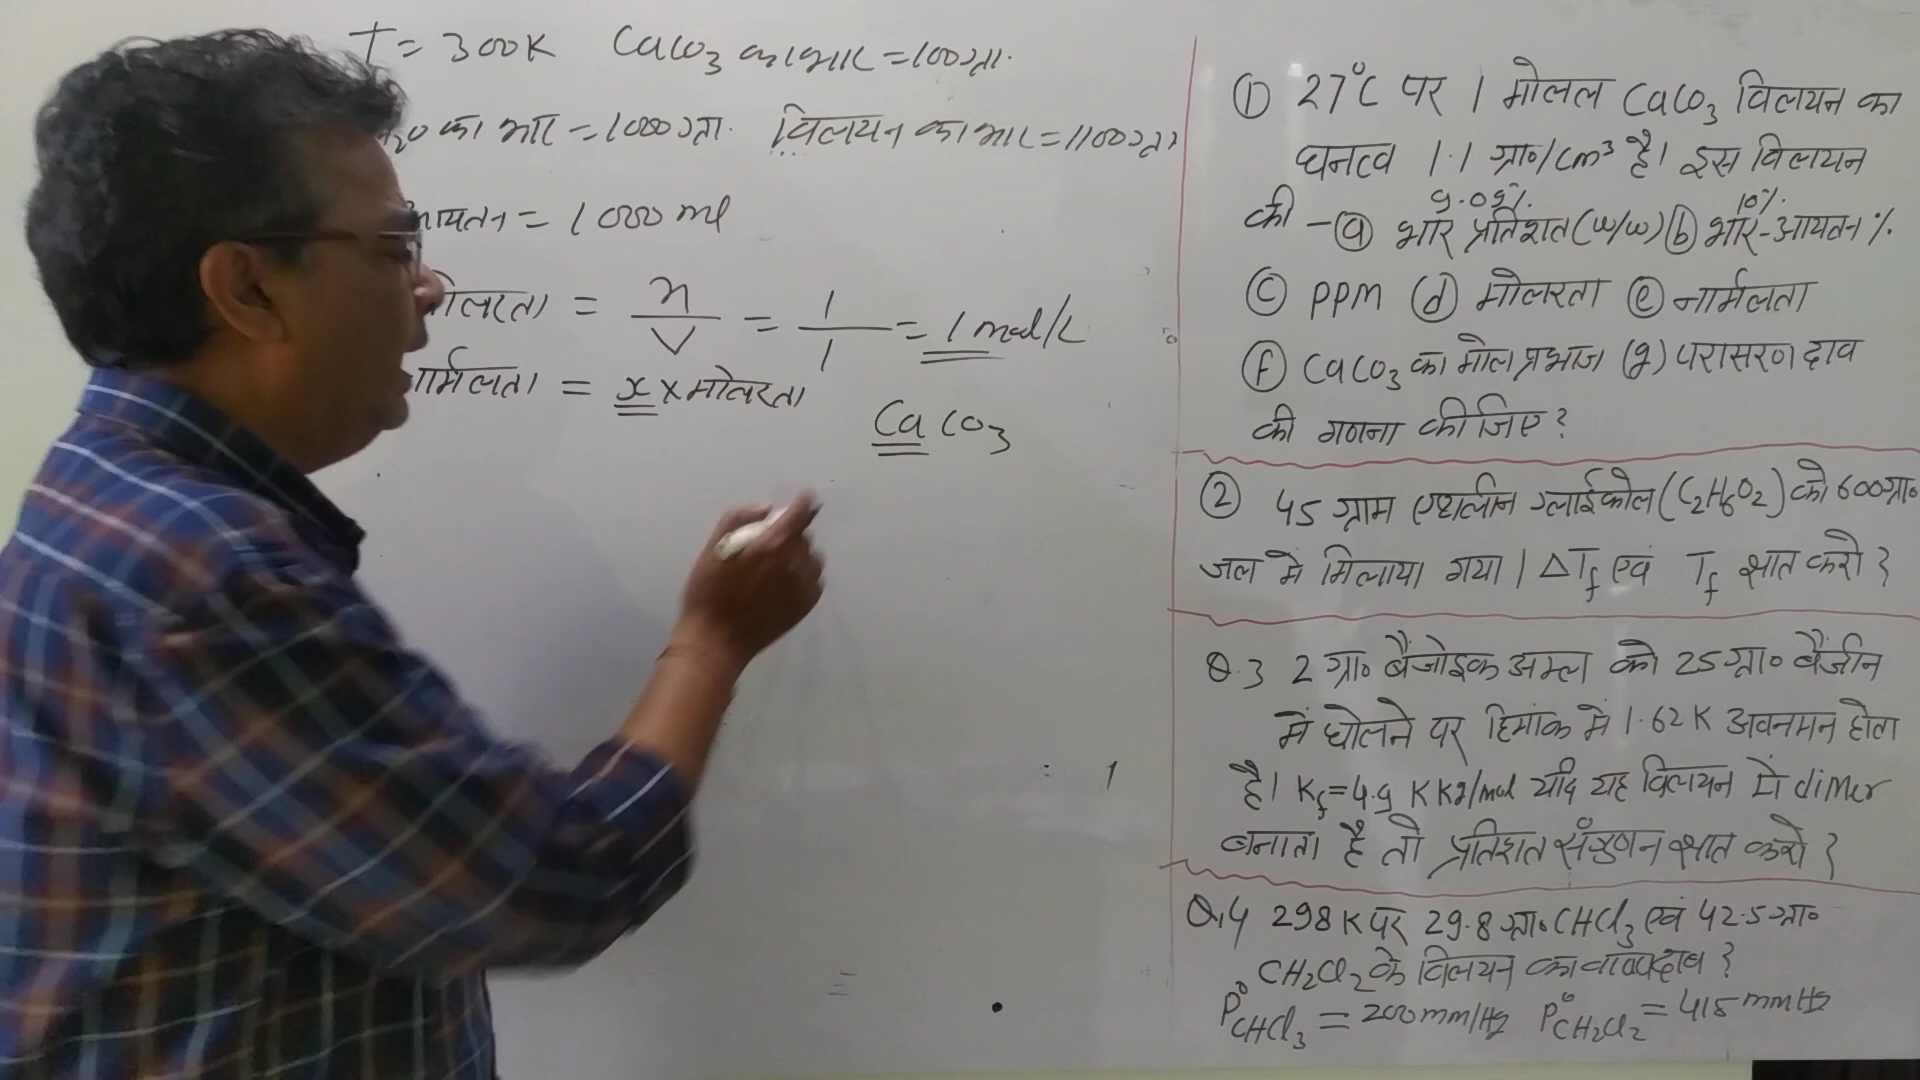 T = 300K CaCO3 का भार = 100 ग्रा.
H2O का भार = 1000 ग्रा. विलयन का भार = 1100 ग्रा
आयतन = 1000 ml
मोलरता = n/V = 1/1 = 1 mol/L
नार्मलता = x × मोलरता
CaCO3
① 27°C पर 1 मोलल CaCO3 विलयन का
घनत्व 1.1 ग्रा०/cm³ है। इस विलयन
9.09% 10%
की – ⓐ भार प्रतिशत (w/w) ⓑ भार-आयतन %.
ⓒ PPM ⓓ मोलरता ⓔ नार्मलता
ⓕ CaCO3 का मोल प्रभाज (g) परासरण दाब
की गणना कीजिए?
② 45 ग्राम एथलीन ग्लाईकोल (C2H6O2) को 600 ग्रा०
जल में मिलाया गया। ΔTf एवं Tf ज्ञात करो?
Q.3 2 ग्रा० बैंजोइक अम्ल को 25 ग्रा० बैंजीन
में घोलने पर हिमांक में 1.62 K अवनमन होता
है। Kf = 4.9 K Kg/mol यदि यह विलयन में dimer
बनाता है तो प्रतिशत संगुणन ज्ञात करो?
Q.4 298 K पर 29.8 ग्रा० CHCl3 एवं 42.5 ग्रा०
CH2Cl2 के विलयन का वाष्पदाब?
P°CHCl3 = 200 mm/Hg P°CH2Cl2 = 415 mmHg